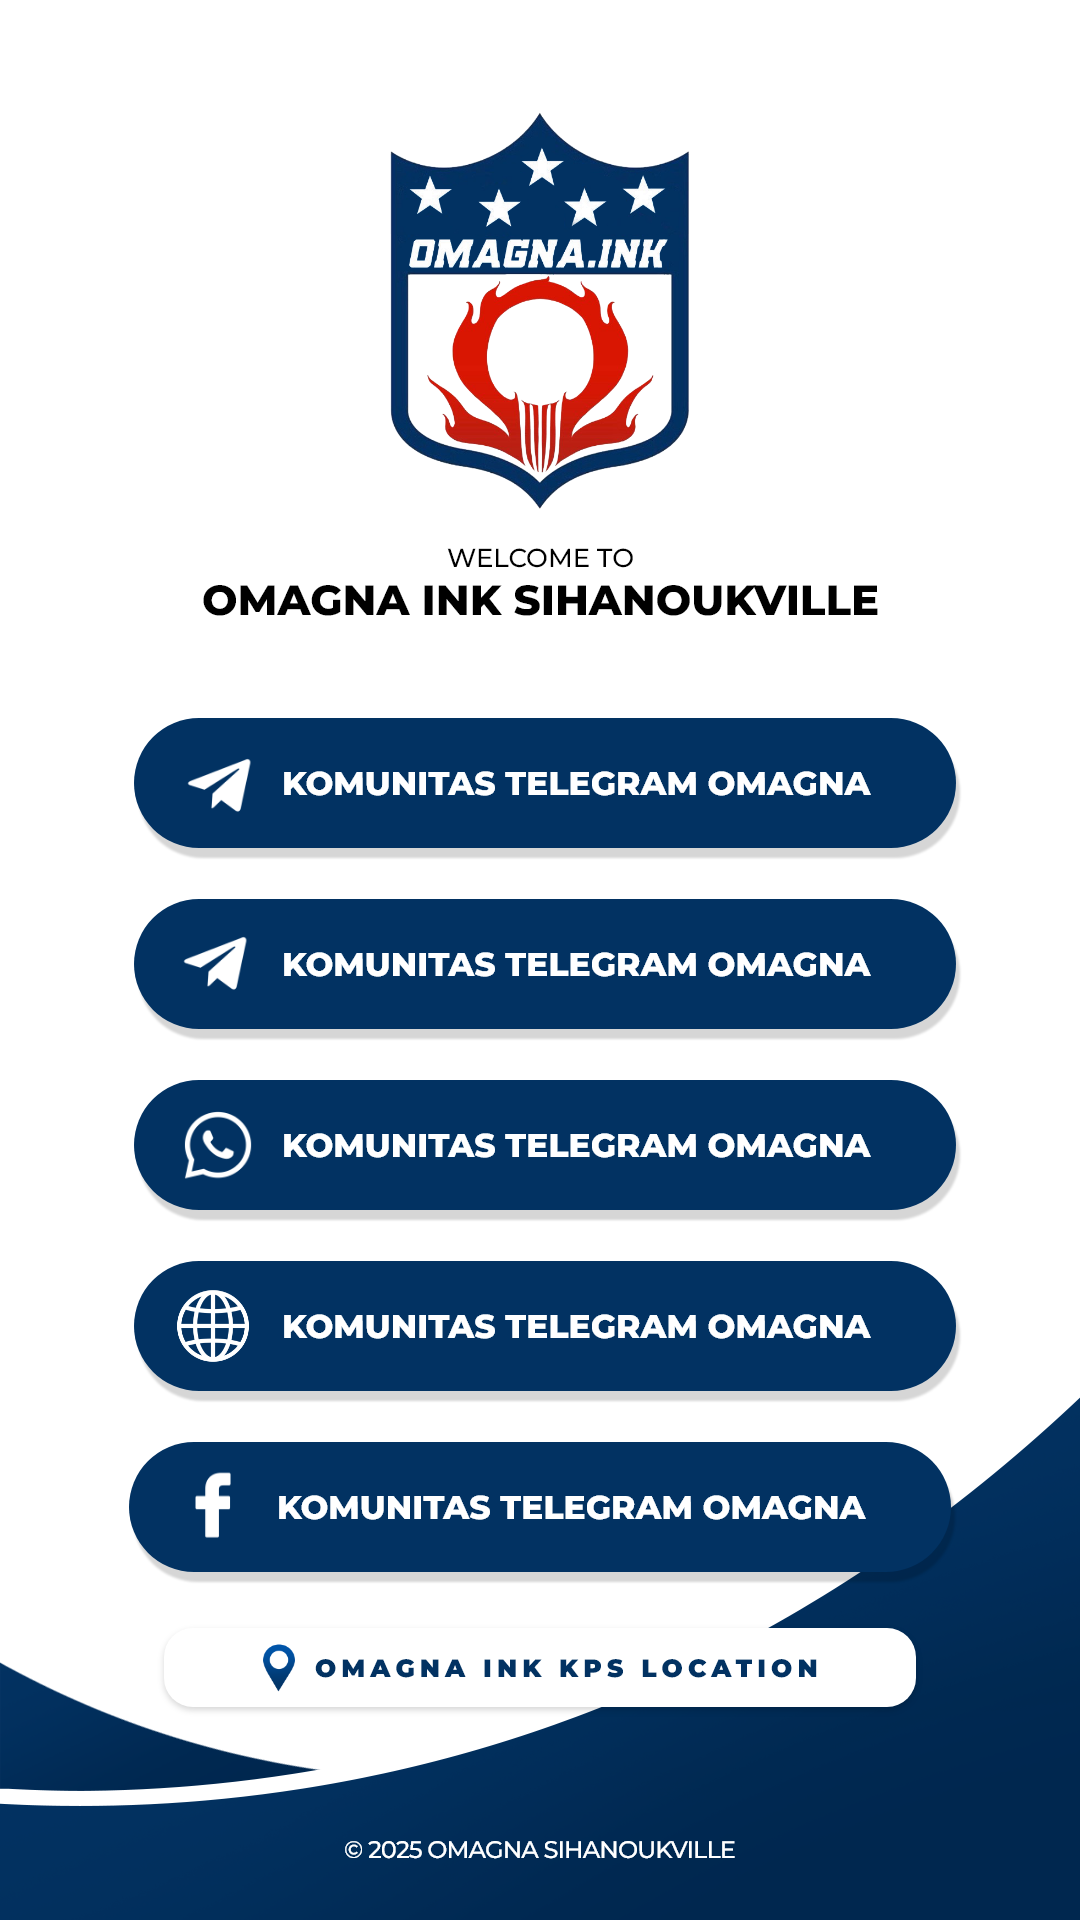 OMAGNA.INK
WELCOME TO
OMAGNA INK SIHANOUKVILLE
KOMUNITAS TELEGRAM OMAGNA
KOMUNITAS TELEGRAM OMAGNA
KOMUNITAS TELEGRAM OMAGNA
KOMUNITAS TELEGRAM OMAGNA
KOMUNITAS TELEGRAM OMAGNA
OMAGNA INK KPS LOCATION
© 2025 OMAGNA SIHANOUKVILLE